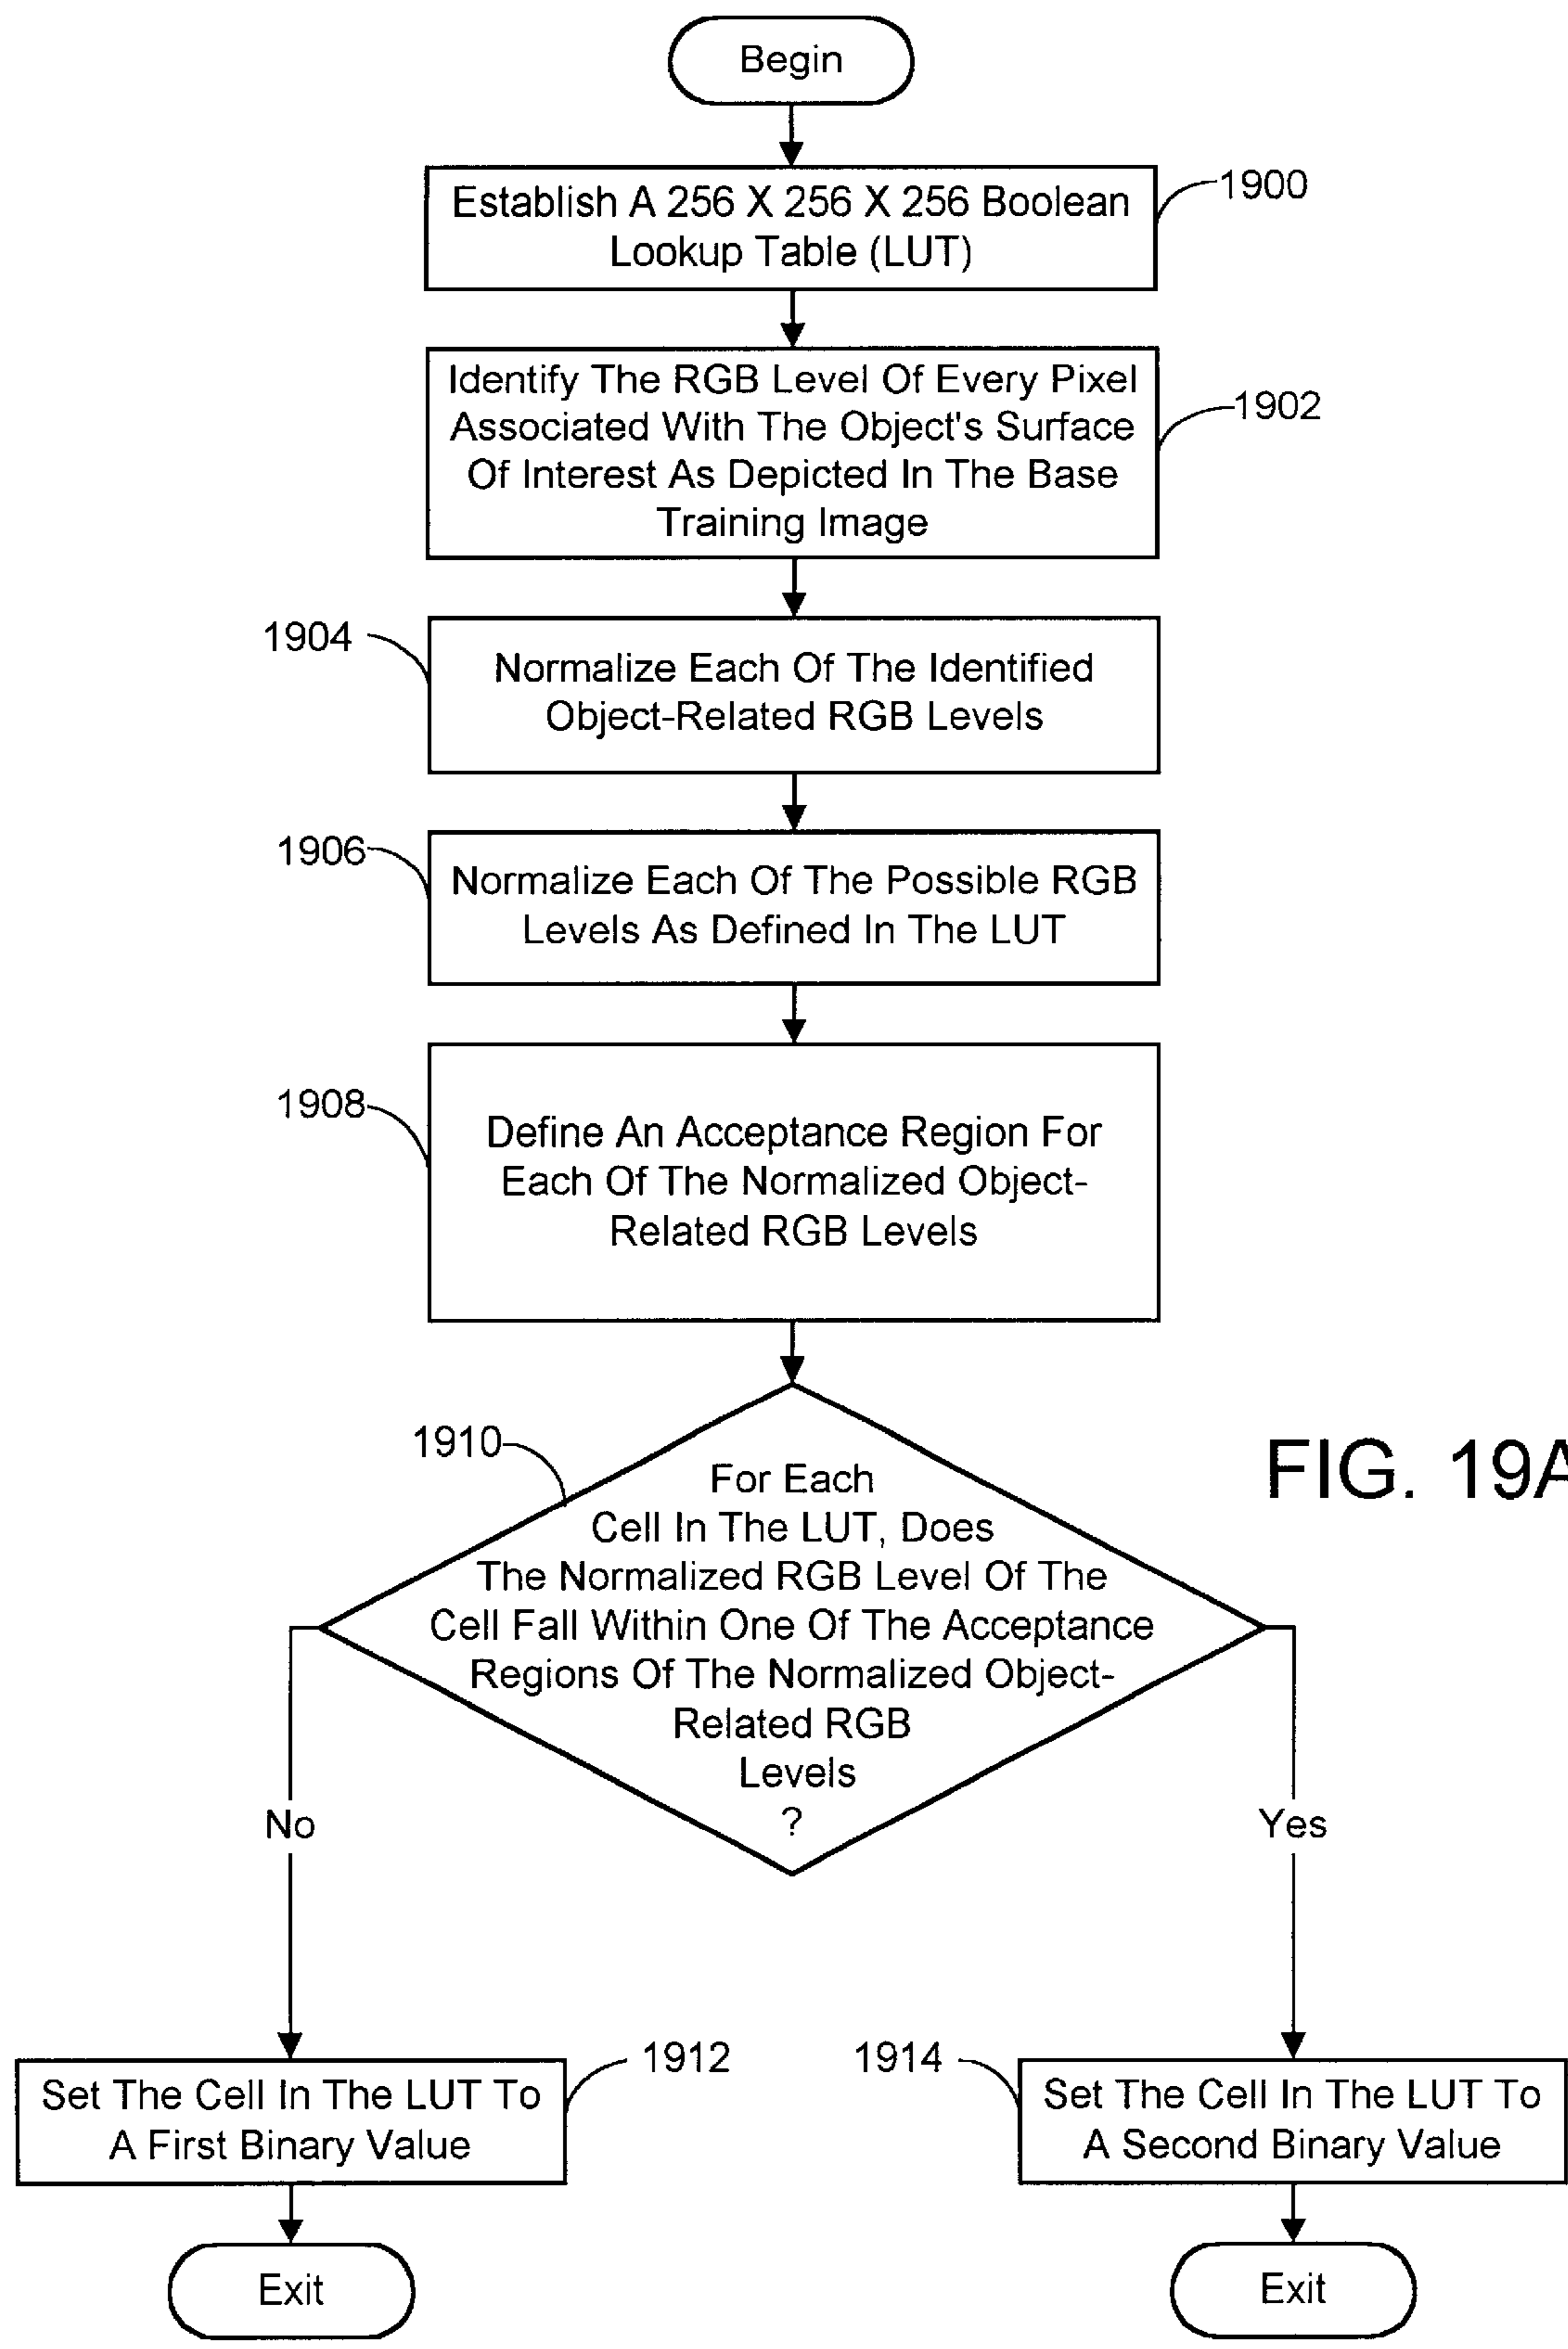 Begin
Establish A 256 X 256 X 256 Boolean
Lookup Table (LUT)
1900
Identify The RGB Level Of Every Pixel
Associated With The Object's Surface
Of Interest As Depicted In The Base
Training Image
1902
1904
Normalize Each Of The Identified
Object-Related RGB Levels
1906
Normalize Each Of The Possible RGB
Levels As Defined In The LUT
1908
Define An Acceptance Region For
Each Of The Normalized Object-
Related RGB Levels
1910
For Each
Cell In The LUT, Does
The Normalized RGB Level Of The
Cell Fall Within One Of The Acceptance
Regions Of The Normalized Object-
Related RGB
Levels
?
FIG. 19A
No
Yes
1912
Set The Cell In The LUT To
A First Binary Value
1914
Set The Cell In The LUT To
A Second Binary Value
Exit
Exit